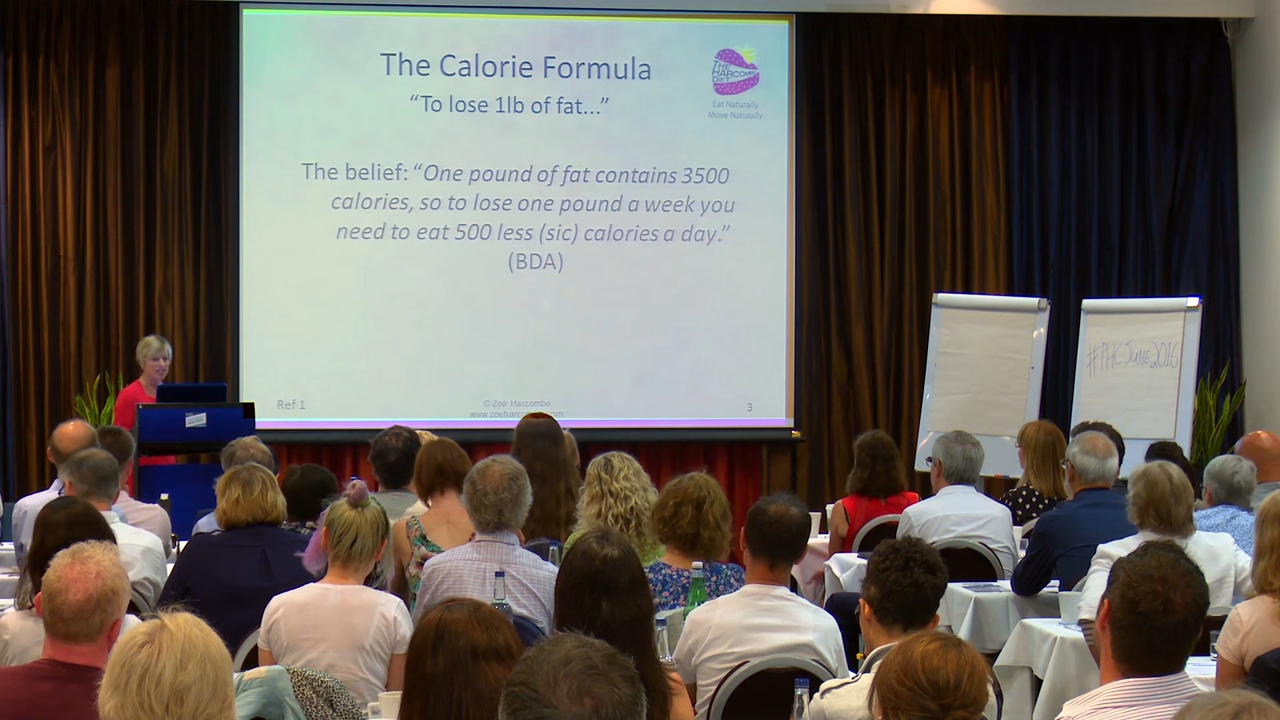 The Calorie Formula
“To lose 1lb of fat...”
THE
HARCOMBE
DIET
Eat Naturally
Move Naturally
The belief: “One pound of fat contains 3500
calories, so to lose one pound a week you
need to eat 500 less (sic) calories a day.”
(BDA)
Ref 1
© Zoë Harcombe
3
#PHCJune2016